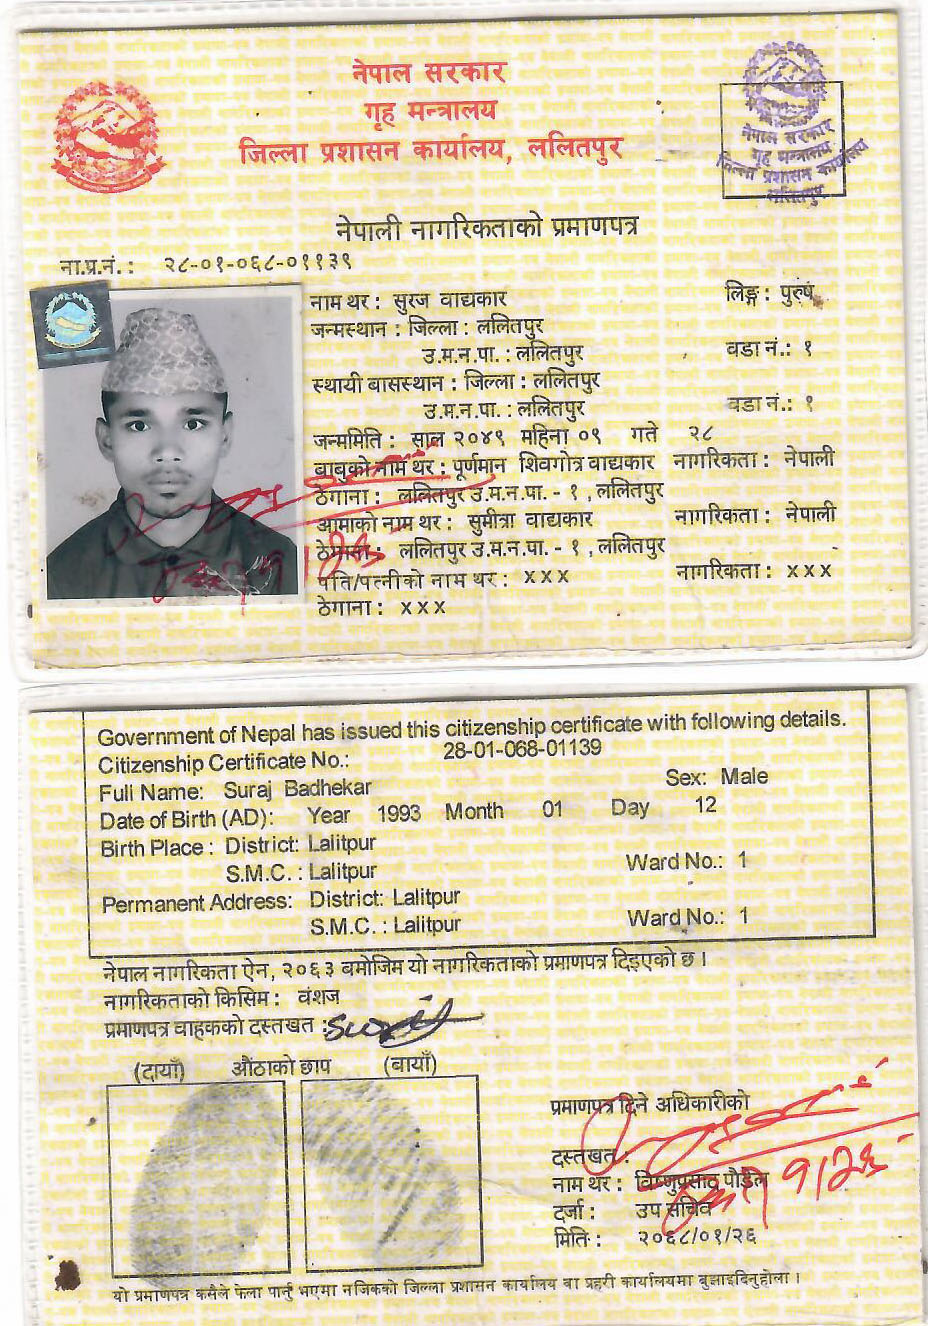 नेपाल सरकार
गृह मन्त्रालय
जिल्ला प्रशासन कार्यालय, ललितपुर
नेपाल सरकार
गृह मन्त्रालय
जिल्ला प्रशासन कार्यालय
ललितपुर
नेपाली नागरिकताको प्रमाणपत्र
ना.प्र.नं. : २८-०१-०६८-०११३९
नाम थर : सुरज वाद्यकार लिङ्ग : पुरुष
जन्मस्थान : जिल्ला : ललितपुर
उ.म.न.पा. : ललितपुर वडा नं.: १
स्थायी बासस्थान : जिल्ला : ललितपुर
उ.म.न.पा. : ललितपुर वडा नं.: १
जन्ममिति : साल २०४९ महिना ०९ गते २८
बाबुको नाम थर : पूर्णमान शिवगोत्र वाद्यकार नागरिकता : नेपाली
ठेगाना : ललितपुर उ.म.न.पा. - १ , ललितपुर
आमाको नाम थर : सुमीत्रा वाद्यकार नागरिकता : नेपाली
ठेगाना : ललितपुर उ.म.न.पा. - १ , ललितपुर
पति/पत्नीको नाम थर : xxx नागरिकता : xxx
ठेगाना : xxx
Government of Nepal has issued this citizenship certificate with following details.
Citizenship Certificate No.: 28-01-068-01139
Full Name: Suraj Badhekar Sex: Male
Date of Birth (AD): Year 1993 Month 01 Day 12
Birth Place : District: Lalitpur
S.M.C. : Lalitpur Ward No.: 1
Permanent Address: District: Lalitpur
S.M.C. : Lalitpur Ward No.: 1
नेपाल नागरिकता ऐन, २०६३ बमोजिम यो नागरिकताको प्रमाणपत्र दिइएको छ ।
नागरिकताको किसिम : वंशज
प्रमाणपत्र वाहकको दस्तखत : Suraj
(दायाँ) औंठाको छाप (बायाँ)
प्रमाणपत्र दिने अधिकारीको
दस्तखत :
नाम थर : विष्णुप्रसाद पौडेल
दर्जा : उप सचिव
मिति : २०६८/०१/२६
यो प्रमाणपत्र कसैले फेला पार्नु भएमा नजिकको जिल्ला प्रशासन कार्यालय वा प्रहरी कार्यालयमा बुझाइदिनुहोला ।